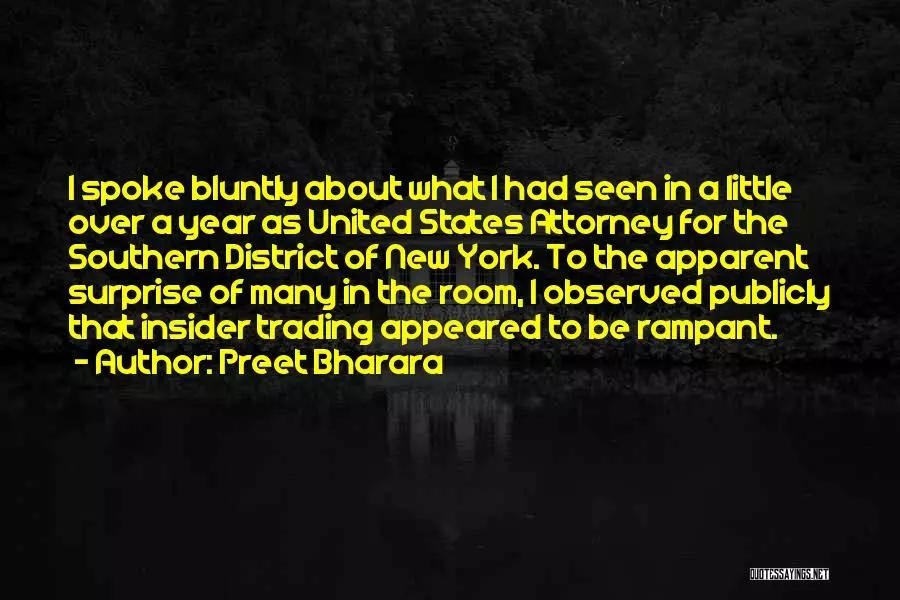 I spoke bluntly about what I had seen in a little
over a year as United States Attorney for the
Southern District of New York. To the apparent
surprise of many in the room, I observed publicly
that insider trading appeared to be rampant.
- Author: Preet Bharara
QUOTESSAYINGS.NET